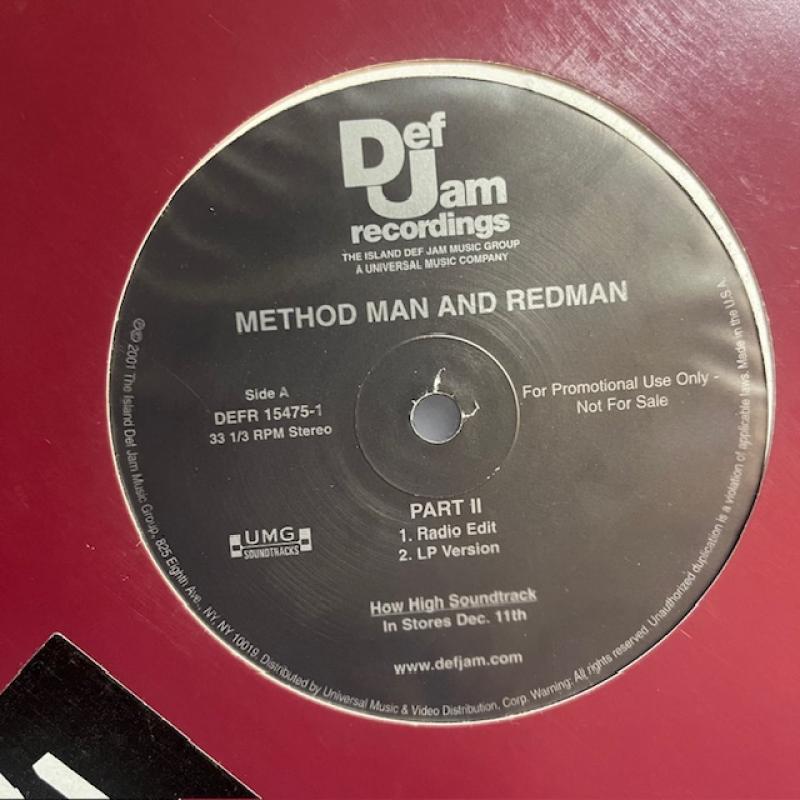 Def
Jam
recordings
THE ISLAND DEF JAM MUSIC GROUP
A UNIVERSAL MUSIC COMPANY
METHOD MAN AND REDMAN
Side A
DEFR 15475-1
33 1/3 RPM Stereo
For Promotional Use Only -
Not For Sale
PART II
1. Radio Edit
2. LP Version
UMG
SOUNDTRACKS
How High Soundtrack
In Stores Dec. 11th
www.defjam.com
℗© 2001 The Island Def Jam Music Group, 825 Eighth Ave., NY, NY 10019. Distributed by Universal Music & Video Distribution, Corp. Warning: All rights reserved. Unauthorized duplication is a violation of applicable laws. Made in the U.S.A.